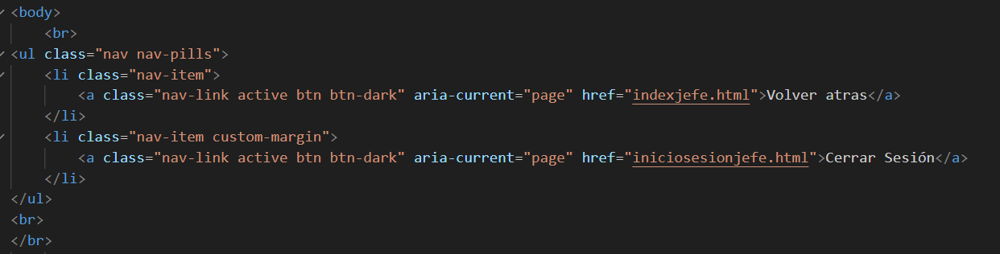 <body>
<br>
<ul class="nav nav-pills">
<li class="nav-item">
<a class="nav-link active btn btn-dark" aria-current="page" href="indexjefe.html">Volver atras</a>
</li>
<li class="nav-item custom-margin">
<a class="nav-link active btn btn-dark" aria-current="page" href="iniciosesionjefe.html">Cerrar Sesión</a>
</li>
</ul>
<br>
</br>